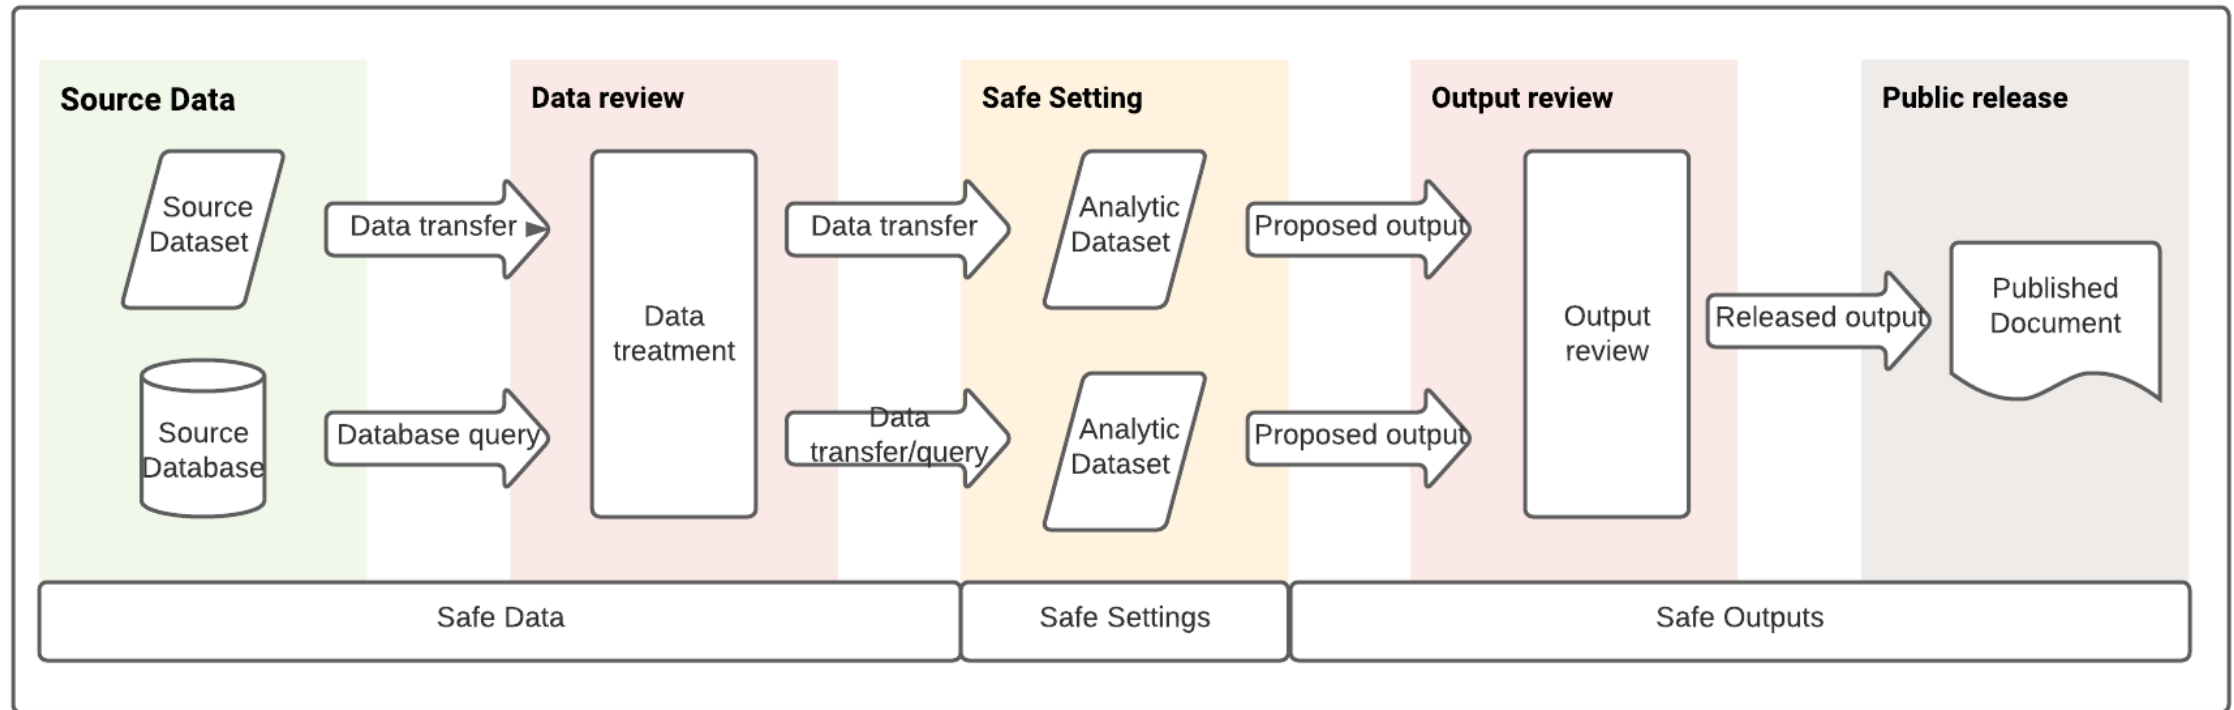 Source Data
Data review
Safe Setting
Output review
Public release
Source
Dataset
Data transfer
Data transfer
Analytic
Dataset
Proposed output
Data
treatment
Output
review
Released output
Published
Document
Source
Database
Database query
Data
transfer/query
Analytic
Dataset
Proposed output
Safe Data
Safe Settings
Safe Outputs